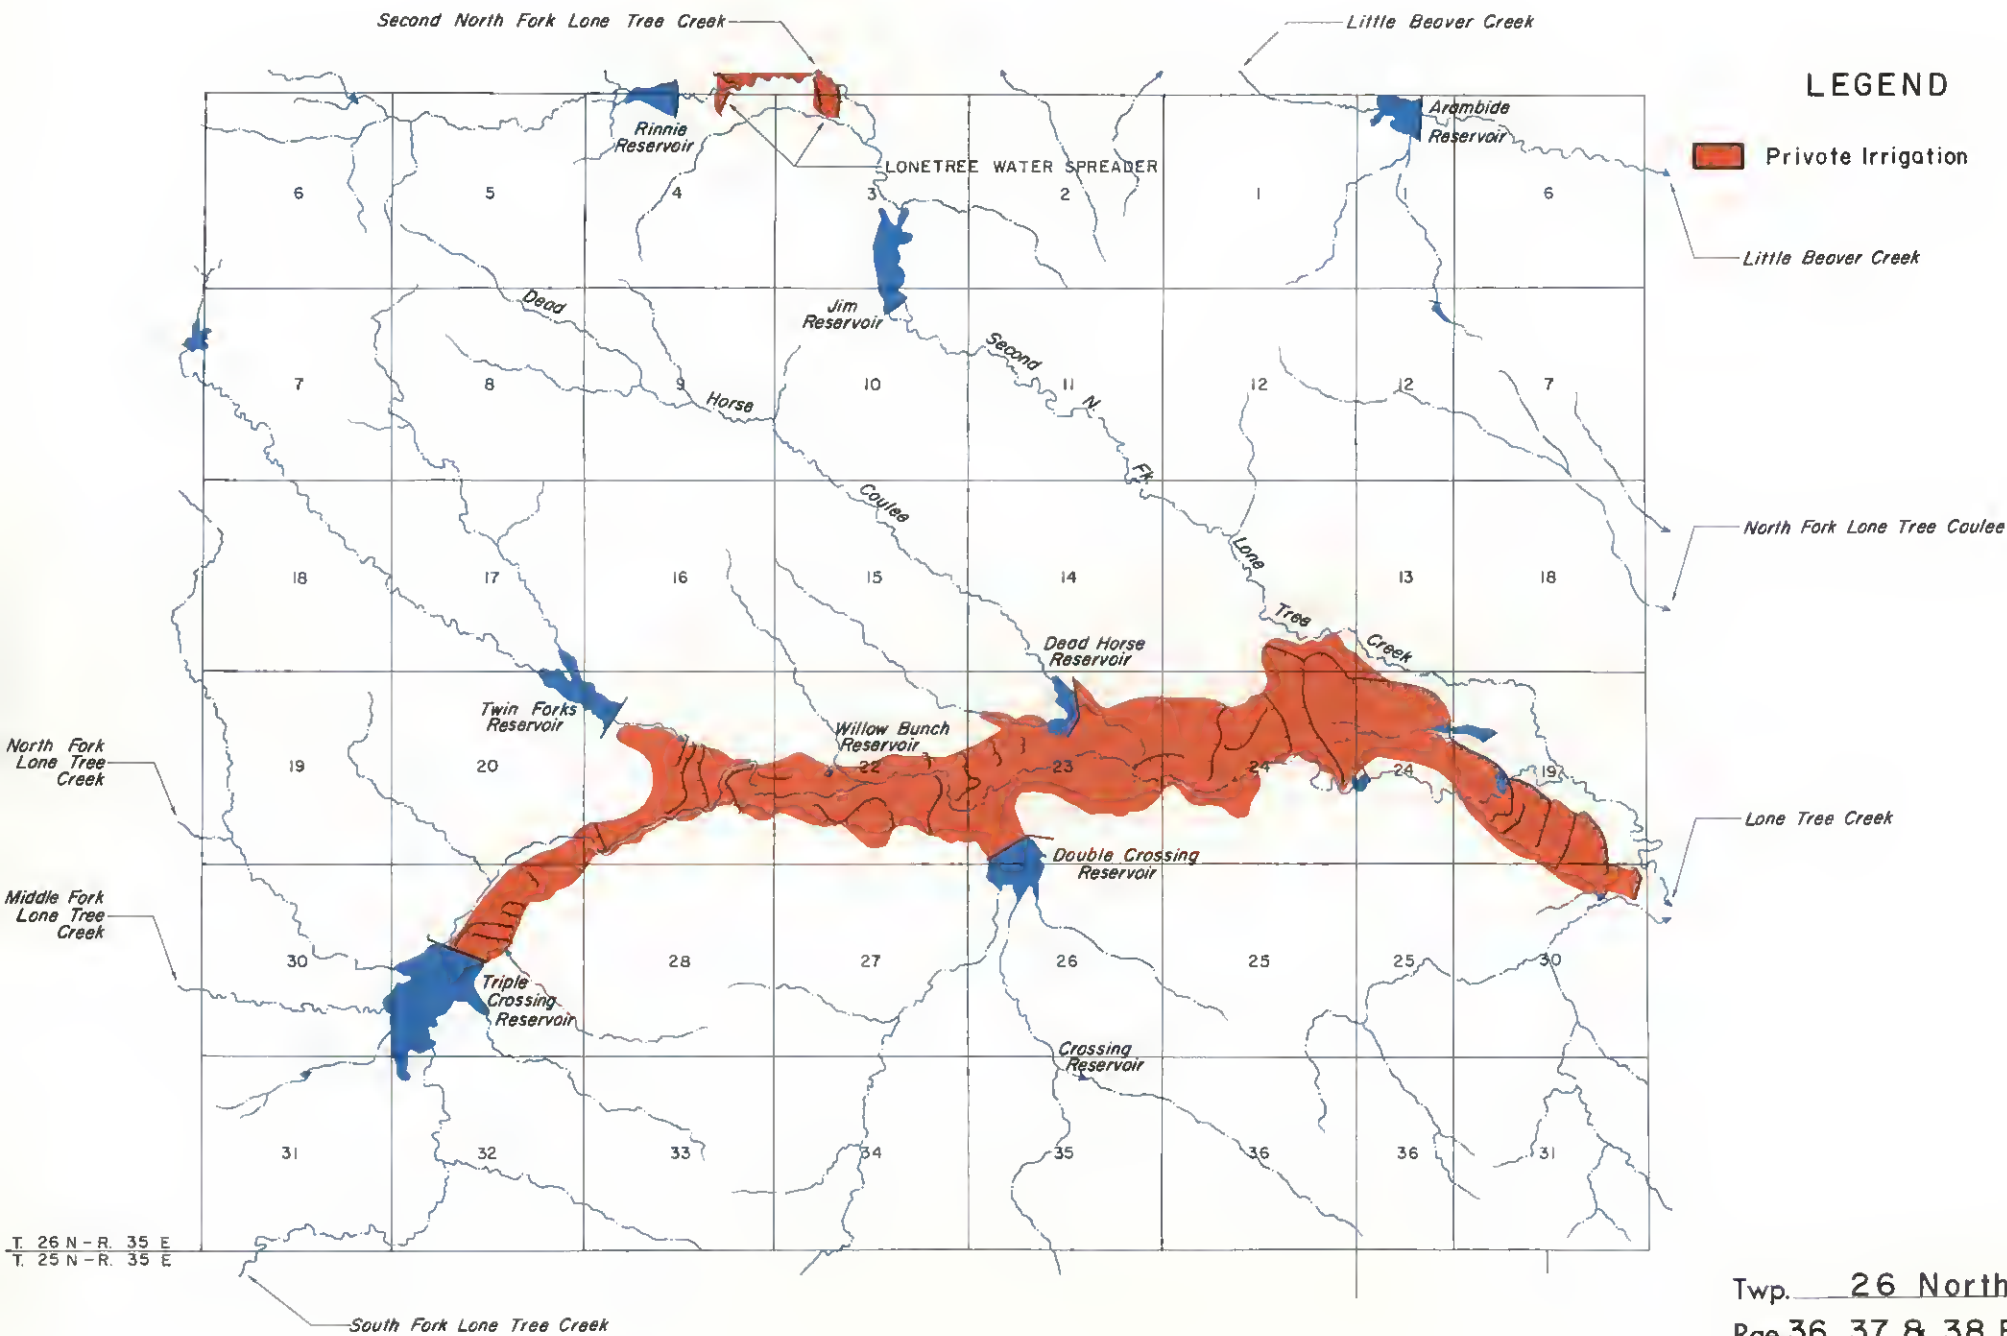 Second North Fork Lone Tree Creek
Little Beaver Creek
LEGEND
Private Irrigation
Rinnie
Reservoir
Arambide
Reservoir
LONETREE WATER SPREADER
6 5 4 3 2 1 1 6
Little Beaver Creek
Jim
Reservoir
Dead
Horse
Coulee
Second
N.
Fk.
Lone
Tree
Creek
7 8 9 10 11 12 12 7
North Fork Lone Tree Coulee
18 17 16 15 14 13 18
Dead Horse
Reservoir
Twin Forks
Reservoir
Willow Bunch
Reservoir
North Fork
Lone Tree
Creek
19 20 22 23 24 24 19
Lone Tree Creek
Double Crossing
Reservoir
Middle Fork
Lone Tree
Creek
30 28 27 26 25 25 30
Triple
Crossing
Reservoir
Crossing
Reservoir
31 32 33 34 35 36 36 31
T. 26 N - R. 35 E
T. 25 N - R. 35 E
South Fork Lone Tree Creek
Twp. 26 North
Rge 36, 37 & 38 E